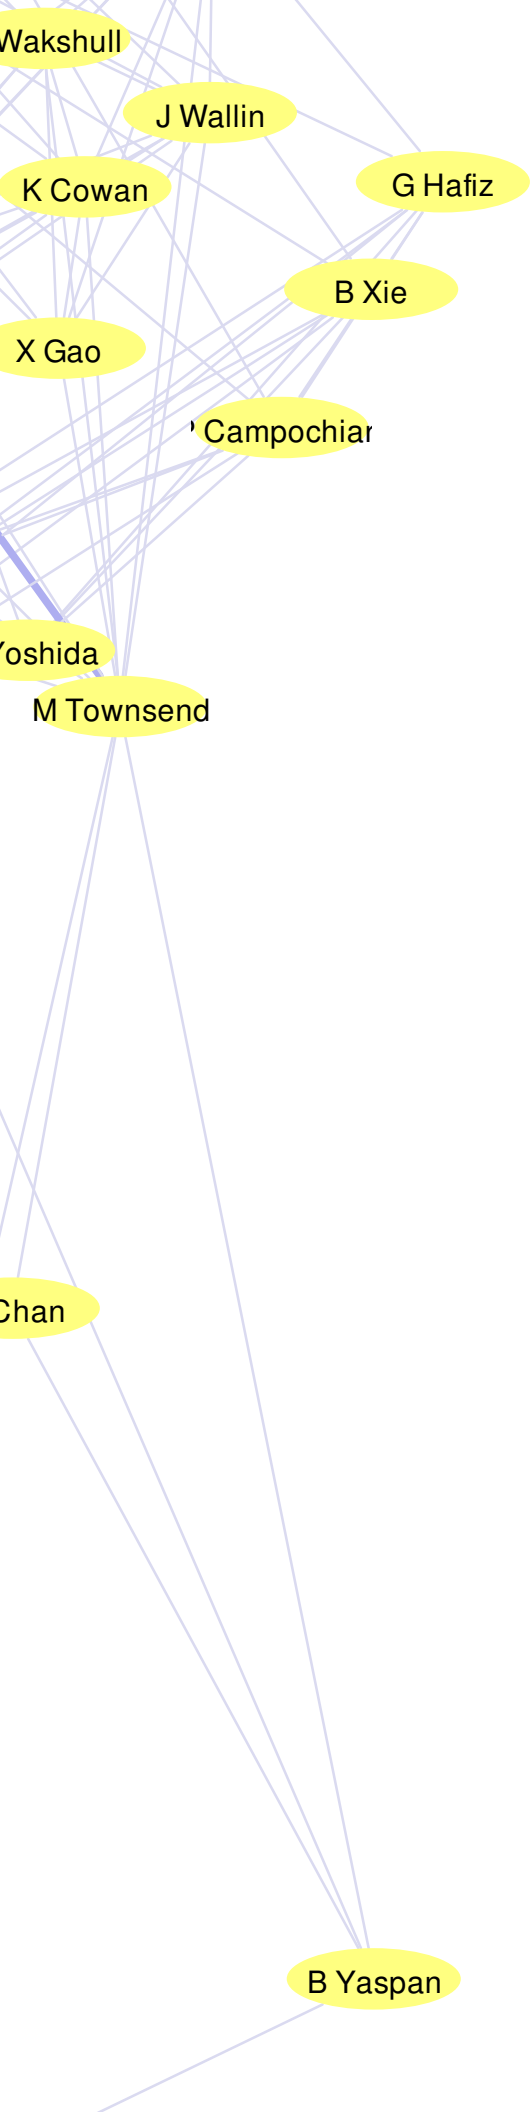 Wakshull
J Wallin
K Cowan
G Hafiz
B Xie
X Gao
Campochiar
Yoshida
M Townsend
Chan
B Yaspan